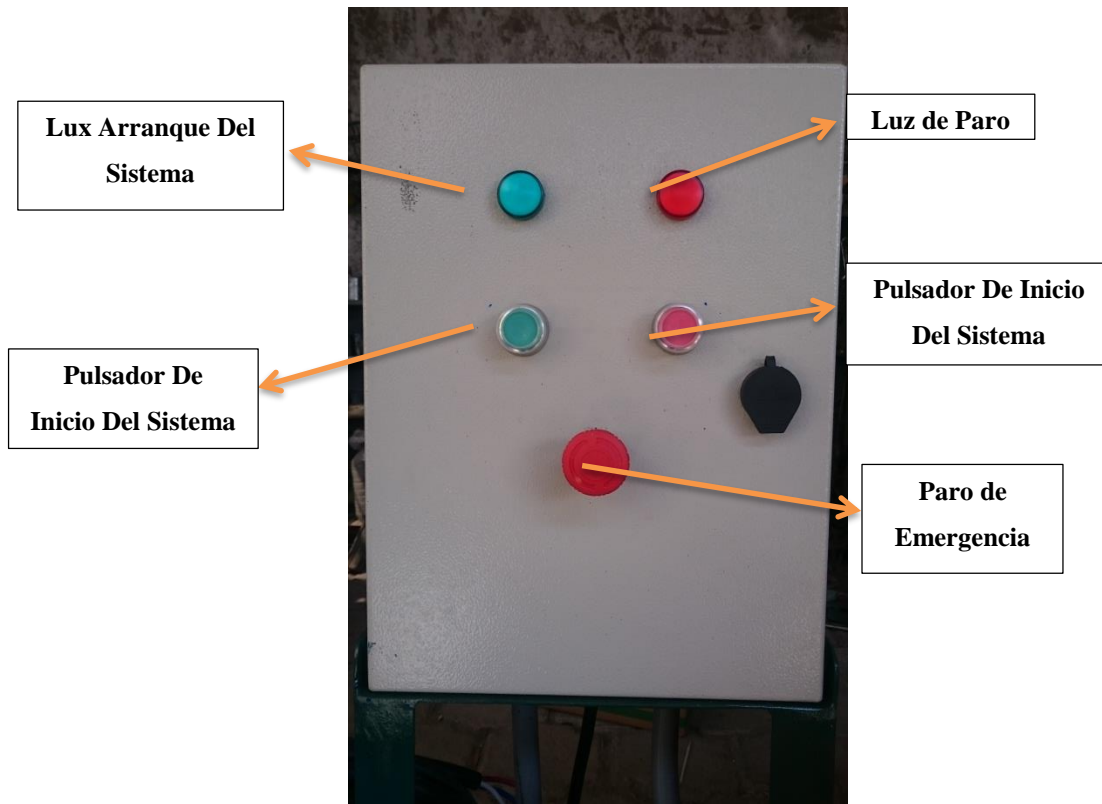 Lux Arranque Del
Sistema
Luz de Paro
Pulsador De Inicio
Del Sistema
Pulsador De
Inicio Del Sistema
Paro de
Emergencia